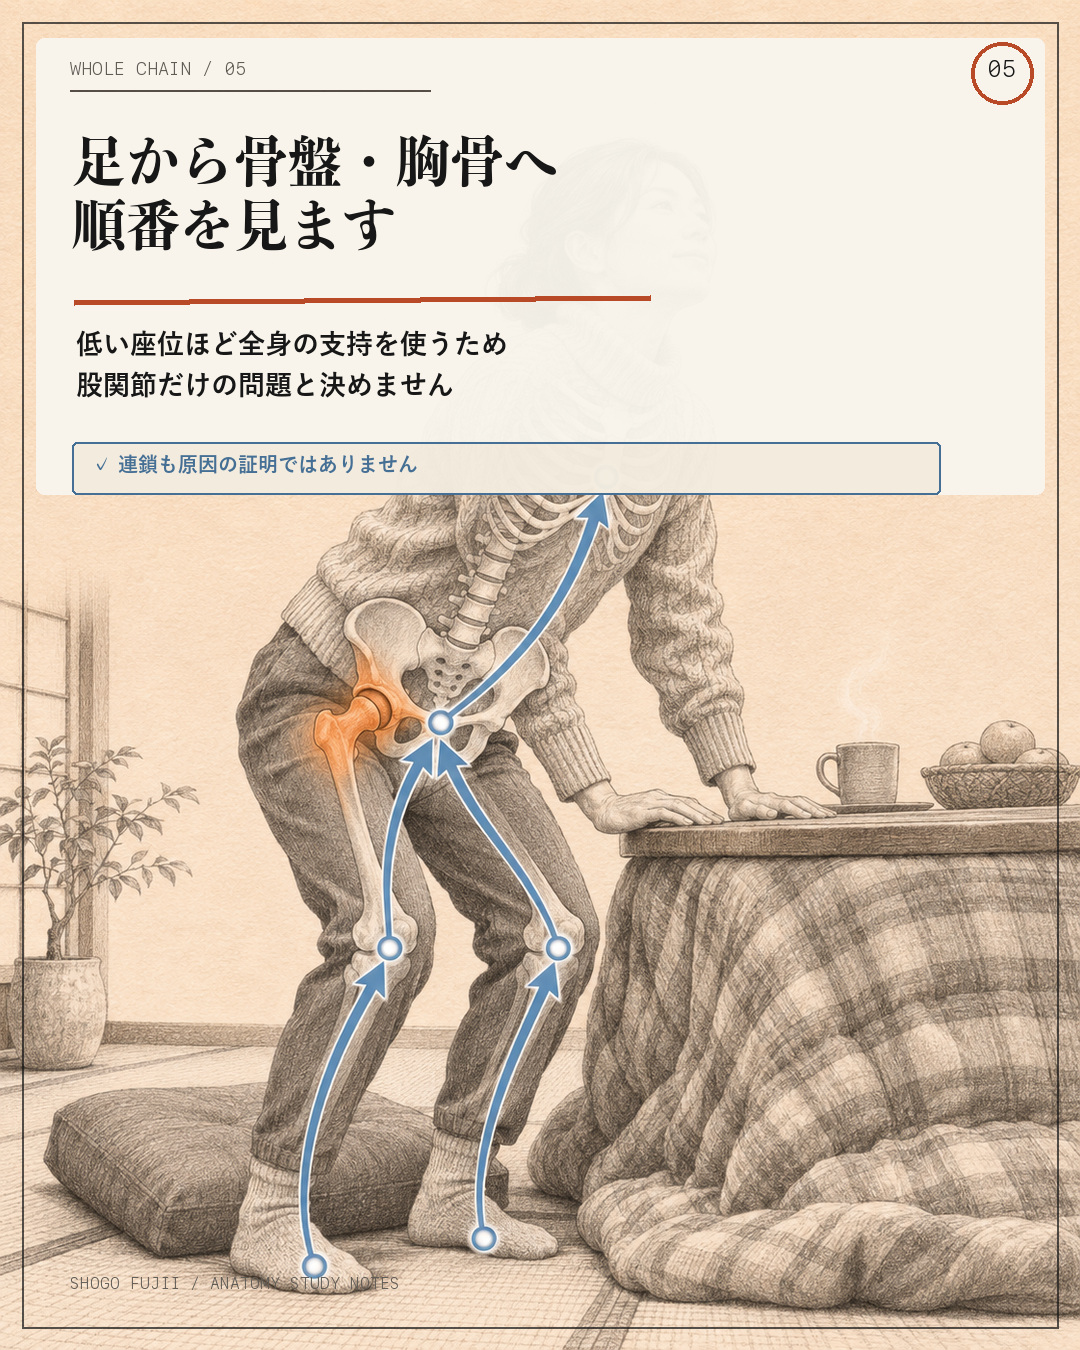 WHOLE CHAIN / 05
05
足から骨盤・胸骨へ
順番を見ます
低い座位ほど全身の支持を使うため
股関節だけの問題と決めません
✓ 連鎖も原因の証明ではありません
SHOGO FUJII / ANATOMY STUDY NOTES